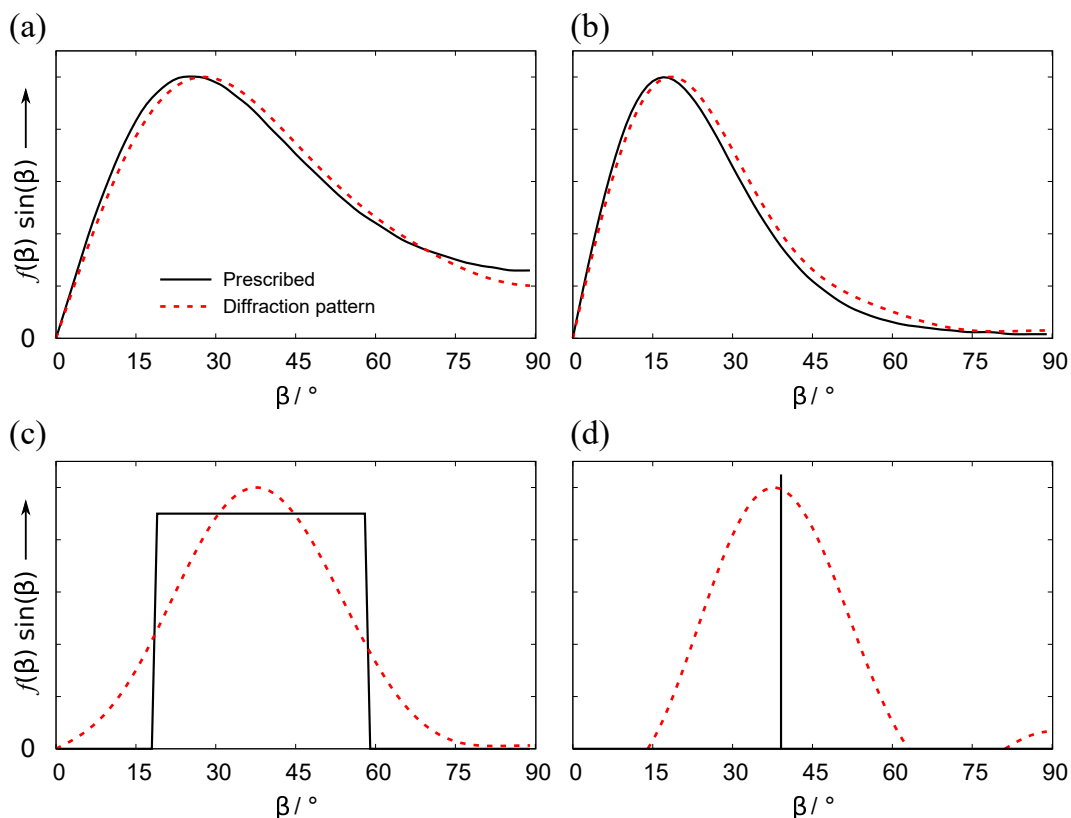 (a)
(b)
f(β) sin(β)
0
Prescribed
Diffraction pattern
0 15 30 45 60 75 90
β / °
0 15 30 45 60 75 90
β / °
(c)
(d)
f(β) sin(β)
0
0 15 30 45 60 75 90
β / °
0 15 30 45 60 75 90
β / °